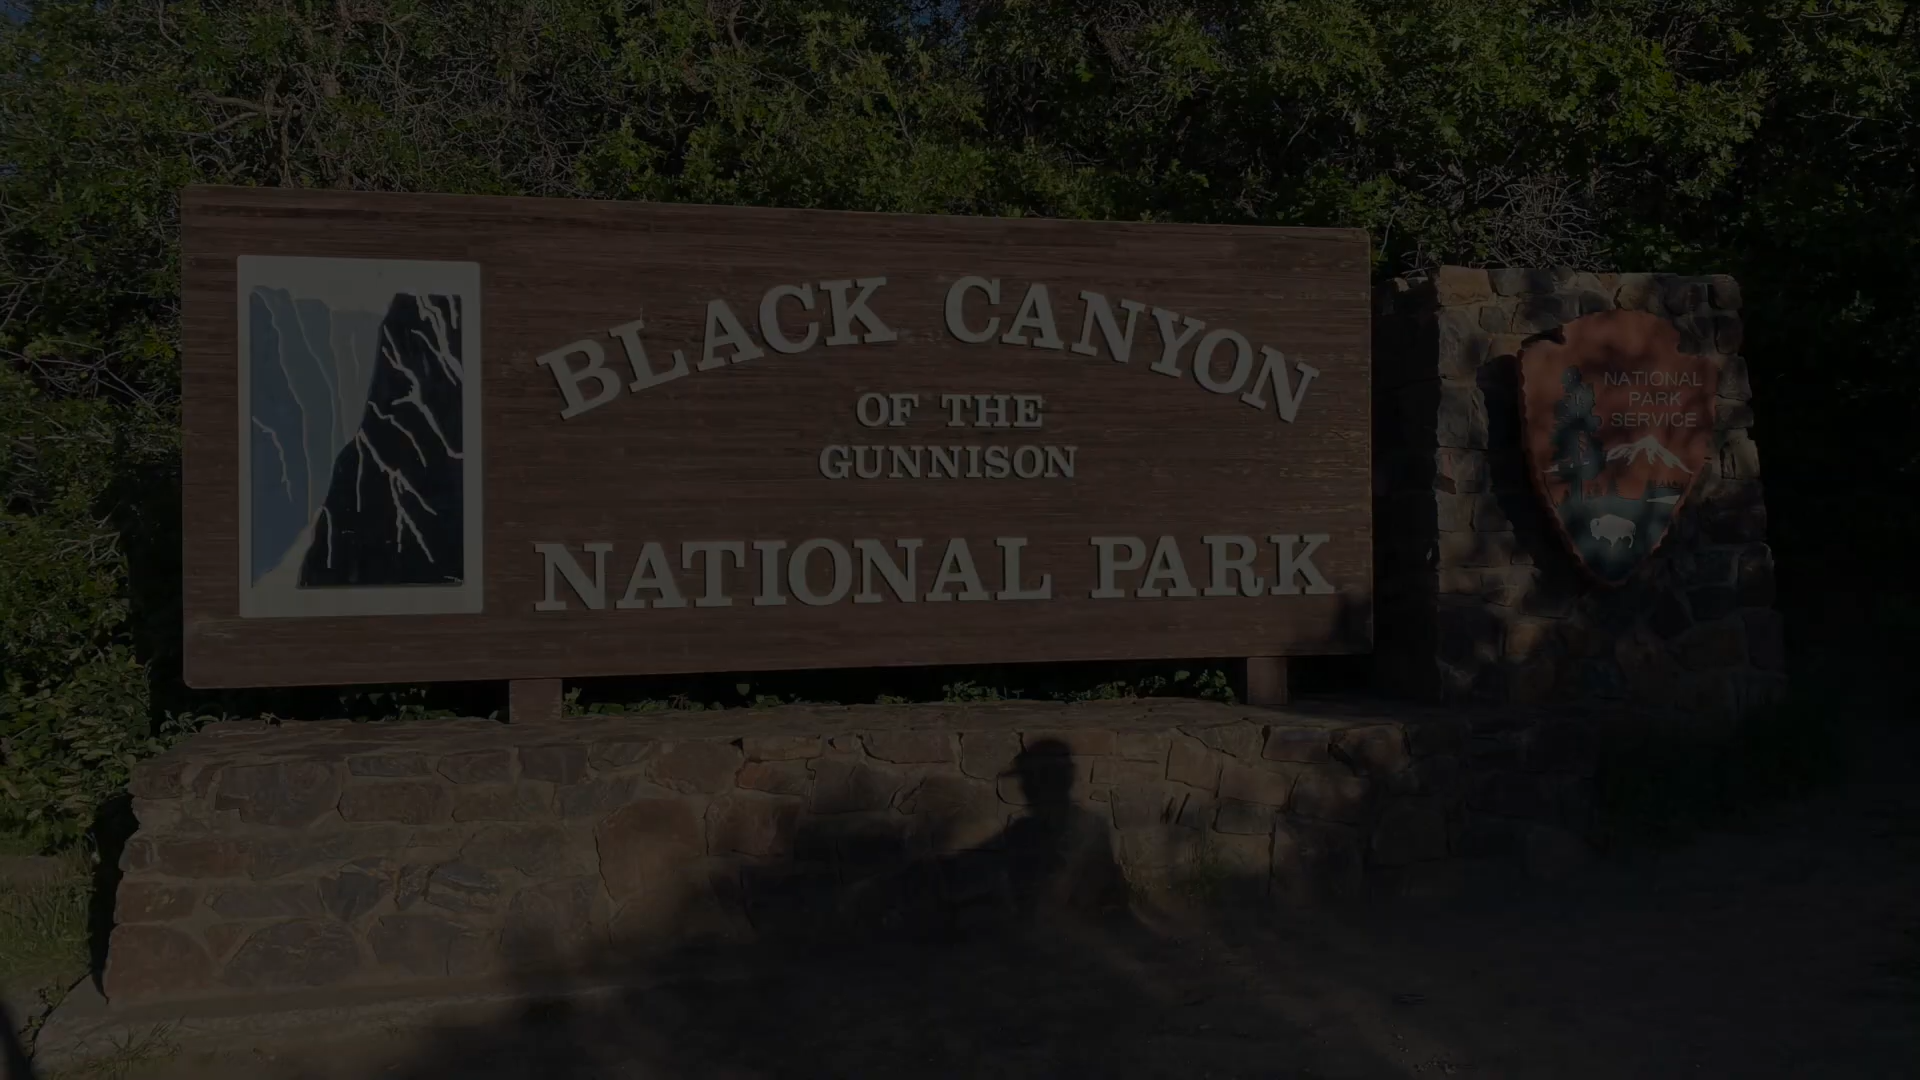 BLACK CANYON
OF THE
GUNNISON
NATIONAL PARK
NATIONAL
PARK
SERVICE